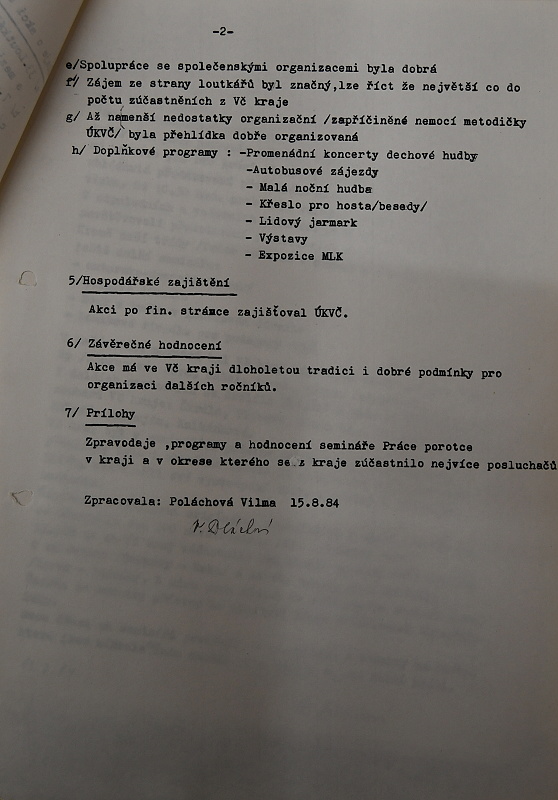 -2-
e/Spolupráce se společenskými organizacemi byla dobrá
f/ Zájem ze strany loutkářů byl značný,lze říct že největší co do
počtu zúčastněních z Vč kraje
g/ Až namenší nedostatky organizační /zapříčiněné nemocí metodičky
ÚKVČ/ byla přehlídka dobře organizovaná
h/ Doplňkové programy : -Promenádní koncerty dechové hudby
-Autobusové zájezdy
- Malá noční hudba
- Křeslo pro hosta/besedy/
- Lidový jarmark
- Výstavy
- Expozice MLK
5/Hospodářské zajištění
Akci po fin. stránce zajišťoval ÚKVČ.
6/ Závěrečné hodnocení
Akce má ve Vč kraji dloholetou tradici i dobré podmínky pro
organizaci dalších ročníků.
7/ Prílohy
Zpravodaje ,programy a hodnocení semináře Práce porotce
v kraji a v okrese kterého se z kraje zúčastnilo nejvíce posluchačů
Zpracovala: Poláchová Vilma 15.8.84